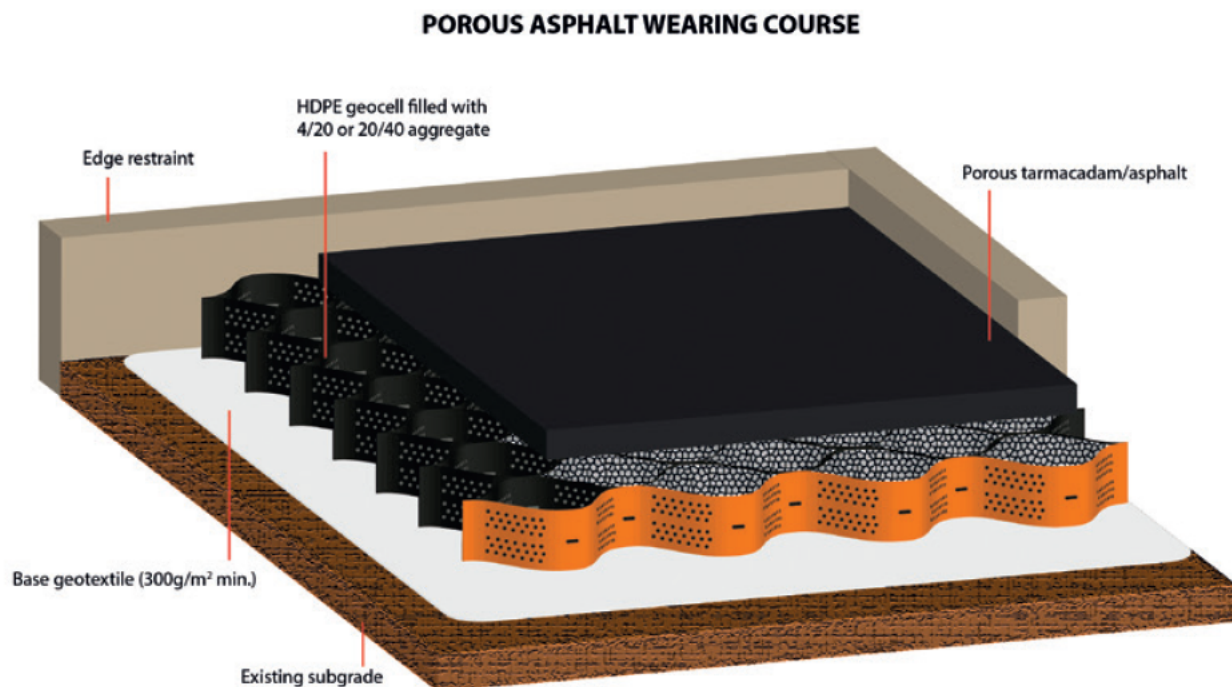 POROUS ASPHALT WEARING COURSE
HDPE geocell filled with
4/20 or 20/40 aggregate
Edge restraint
Porous tarmacadam/asphalt
Base geotextile (300g/m² min.)
Existing subgrade